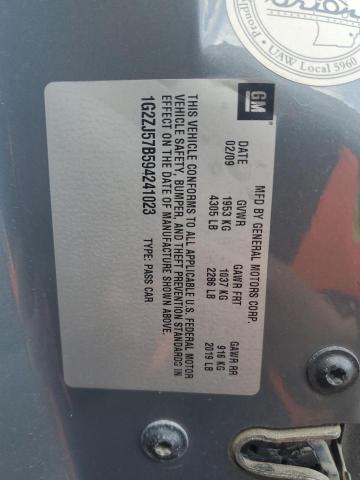 GM
MFD BY GENERAL MOTORS CORP.
DATE
02/09
GVWR
1953 KG
4305 LB
GAWR FRT
1037 KG
2286 LB
GAWR RR
916 KG
2019 LB
THIS VEHICLE CONFORMS TO ALL APPLICABLE U.S. FEDERAL MOTOR
VEHICLE SAFETY, BUMPER, AND THEFT PREVENTION STANDARDS IN
EFFECT ON THE DATE OF MANUFACTURE SHOWN ABOVE.
1G2ZJ57B594241023
TYPE: PASS CAR
Orion
UAW Local 5960